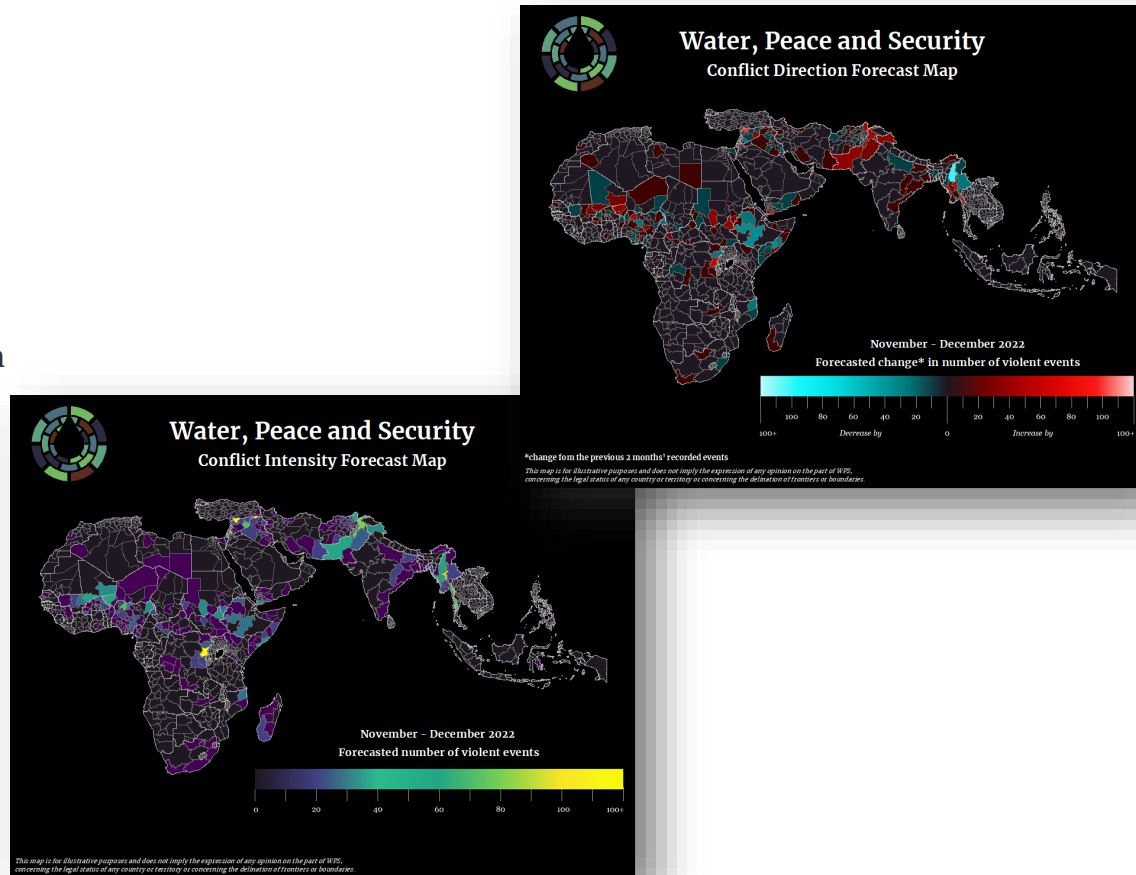 Water, Peace and Security
Conflict Direction Forecast Map
November - December 2022
Forecasted change* in number of violent events
100 80 60 40 20 20 40 60 80 100
100+ Decrease by 0 Increase by 100+
*change fom the previous 2 months' recorded events
This map is for illustrative purposes and does not imply the expression of any opinion on the part of WPS,
concerning the legal status of any country or territory or concerning the delination of frontiers or boundaries.
n
Water, Peace and Security
Conflict Intensity Forecast Map
November - December 2022
Forecasted number of violent events
0 20 40 60 80 100 100+
This map is for illustrative purposes and does not imply the expression of any opinion on the part of WPS,
concerning the legal status of any country or territory or concerning the delination of frontiers or boundaries.